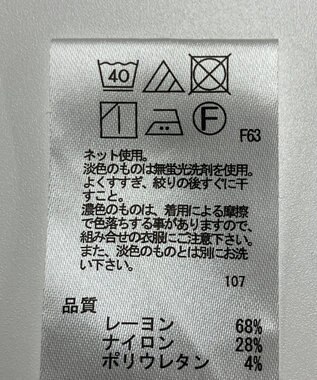 40
F
F63
ネット使用。
淡色のものは無蛍光洗剤を使用。
よくすすぎ、絞りの後すぐに干
すこと。
濃色のものは、着用による摩擦
で色落ちする事がありますので、
組み合せの衣服にご注意下さい。
また、淡色のものとは別にお洗
い下さい。
107
品質
レーヨン 68%
ナイロン 28%
ポリウレタン 4%